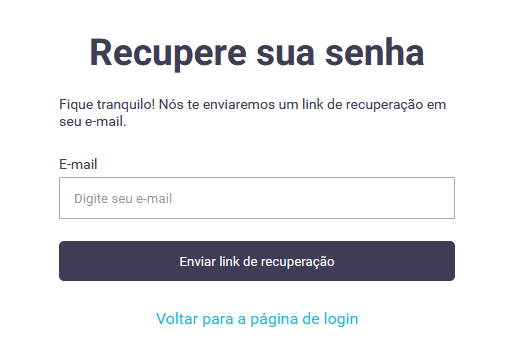 Recupere sua senha
Fique tranquilo! Nós te enviaremos um link de recuperação em
seu e-mail.
E-mail
Digite seu e-mail
Enviar link de recuperação
Voltar para a página de login